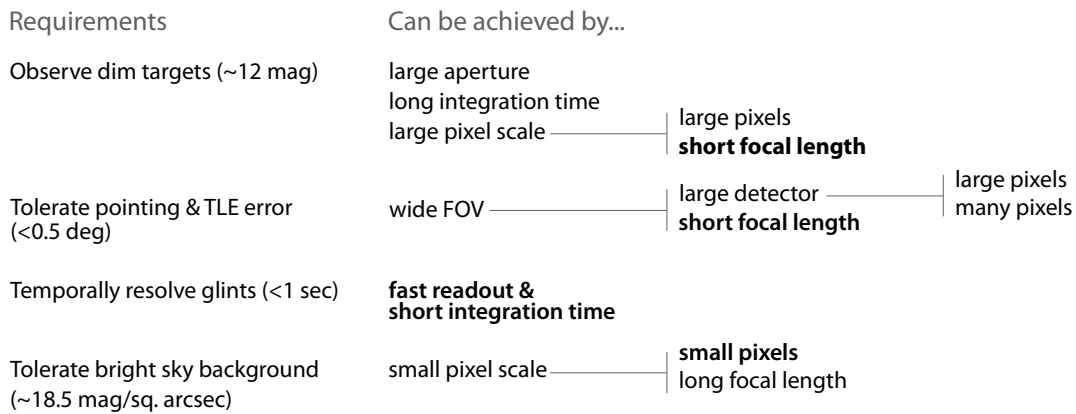 Requirements
Can be achieved by...
Observe dim targets (~12 mag)
large aperture
long integration time
large pixel scale
large pixels
short focal length
Tolerate pointing & TLE error
(<0.5 deg)
wide FOV
large detector
short focal length
large pixels
many pixels
Temporally resolve glints (<1 sec)
fast readout &
short integration time
Tolerate bright sky background
(~18.5 mag/sq. arcsec)
small pixel scale
small pixels
long focal length